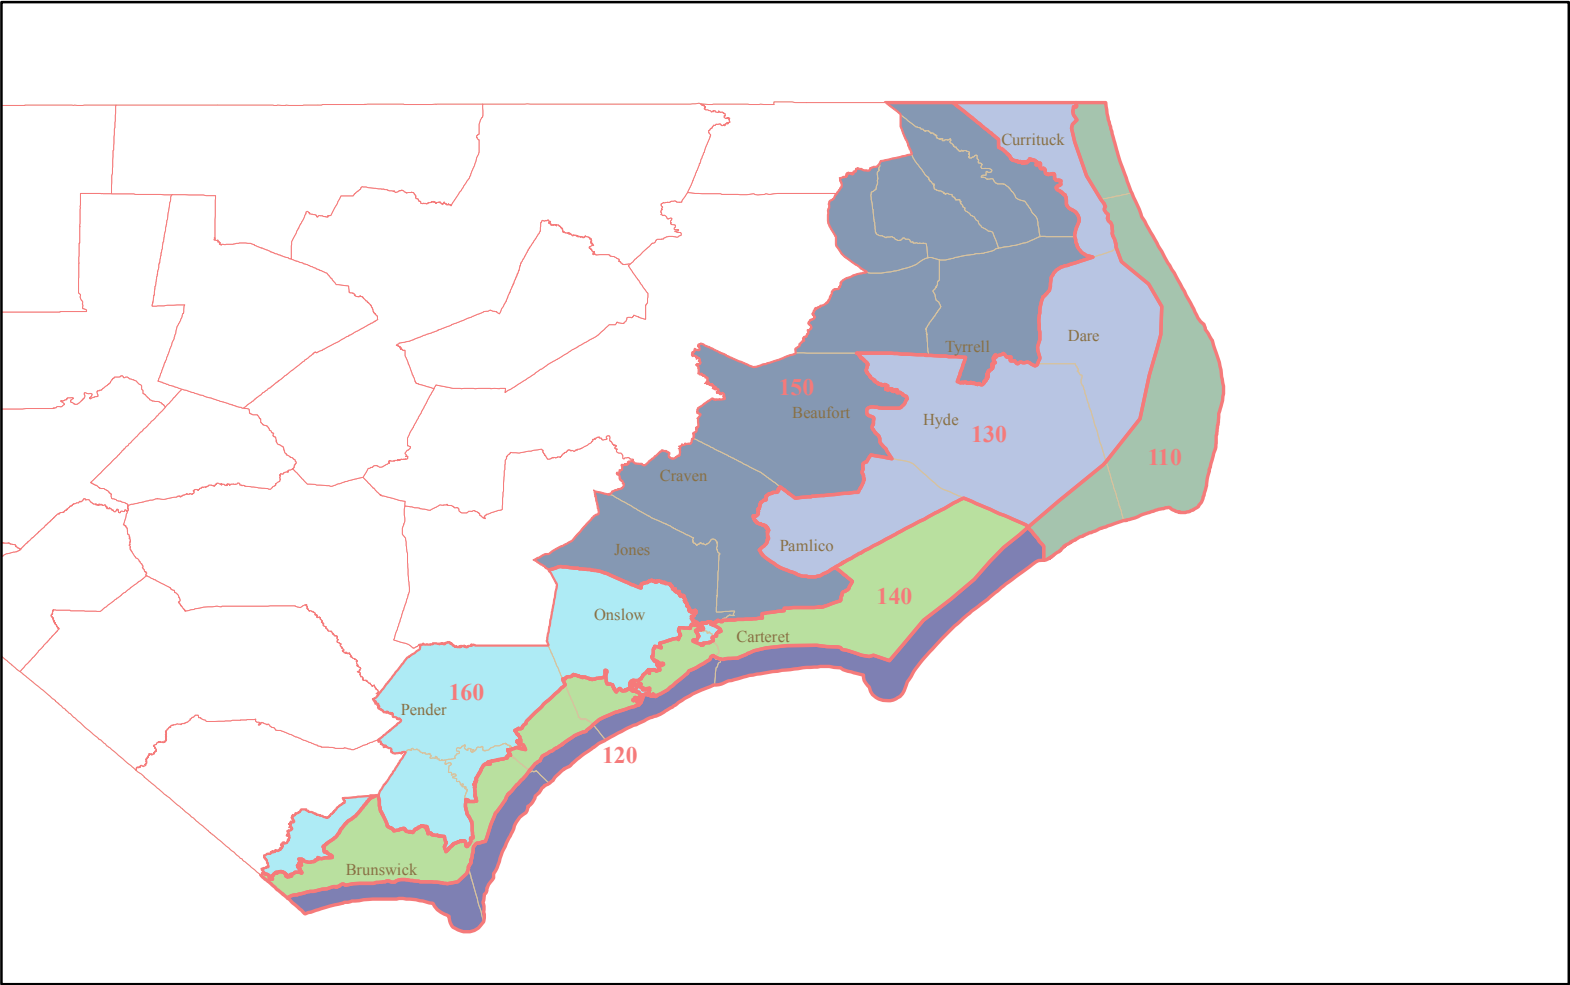 Currituck
Dare
Tyrrell
150
Beaufort
Hyde
130
110
Craven
Pamlico
Jones
140
Onslow
Carteret
160
Pender
120
Brunswick